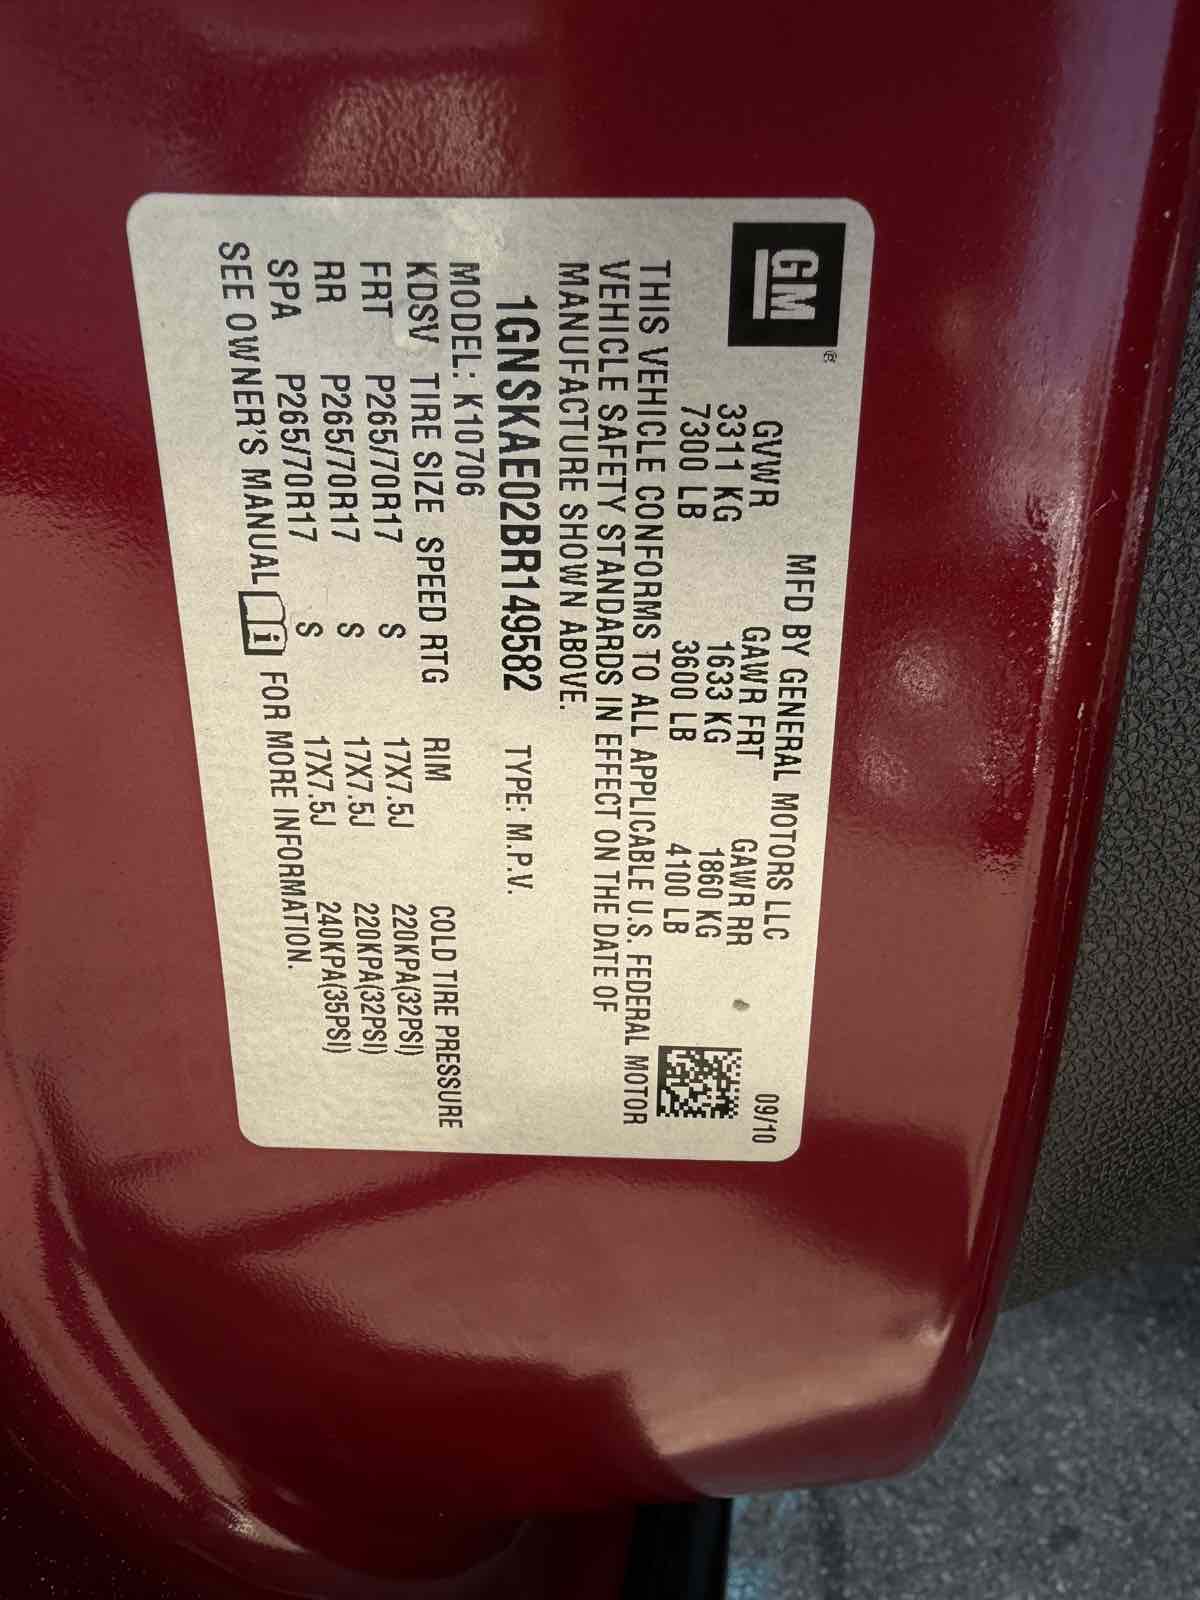 GM ®
MFD BY GENERAL MOTORS LLC 09/10
GVWR GAWR FRT GAWR RR
3311 KG 1633 KG 1860 KG
7300 LB 3600 LB 4100 LB
THIS VEHICLE CONFORMS TO ALL APPLICABLE U.S. FEDERAL MOTOR
VEHICLE SAFETY STANDARDS IN EFFECT ON THE DATE OF
MANUFACTURE SHOWN ABOVE.
1GNSKAE02BR149582 TYPE: M.P.V.
MODEL: K10706
KDSV TIRE SIZE SPEED RTG RIM COLD TIRE PRESSURE
FRT P265/70R17 S 17X7.5J 220KPA(32PSI)
RR P265/70R17 S 17X7.5J 220KPA(32PSI)
SPA P265/70R17 S 17X7.5J 240KPA(35PSI)
SEE OWNER'S MANUAL i FOR MORE INFORMATION.